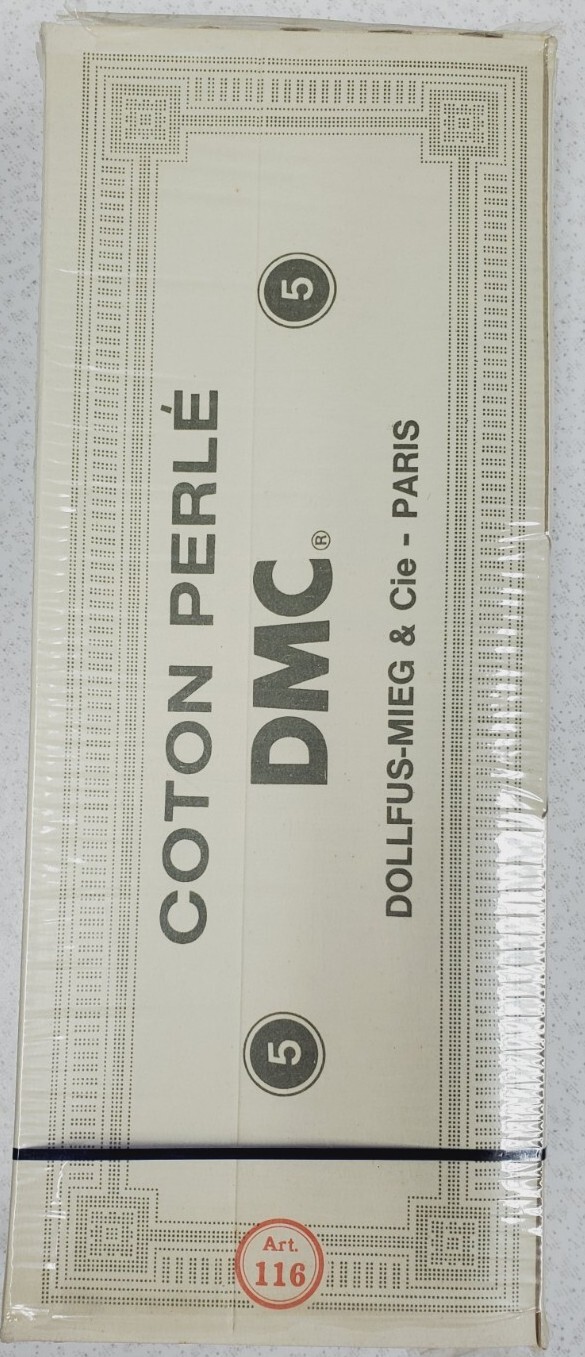 COTON PERLÉ
5 DMC® 5
DOLLFUS-MIEG & Cie - PARIS
Art.
116